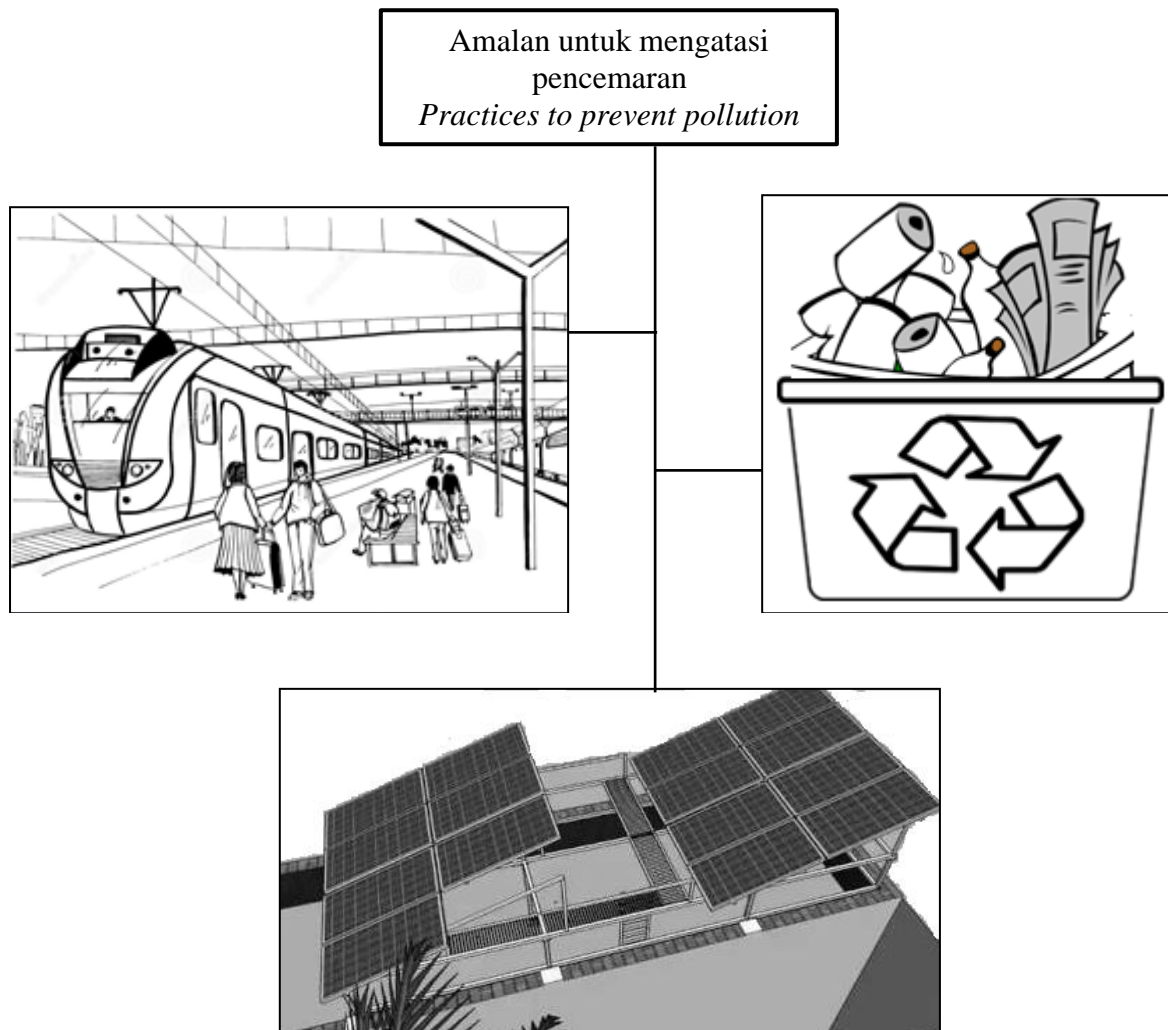 Amalan untuk mengatasi
pencemaran
Practices to prevent pollution